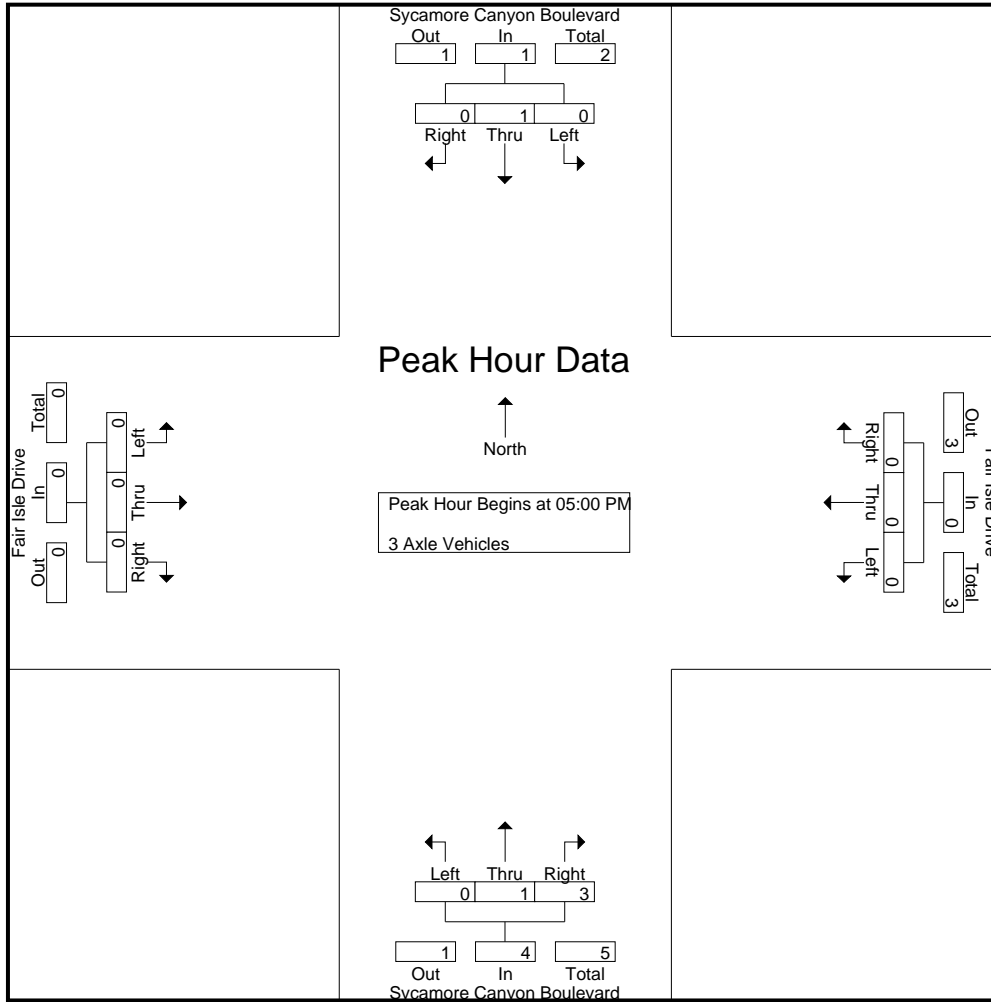 Sycamore Canyon Boulevard
Out In Total
1 1 2
0 1 0
Right Thru Left
Peak Hour Data
North
Peak Hour Begins at 05:00 PM
3 Axle Vehicles
Fair Isle Drive
Out In Total
0 0 0
Left Thru Right
0 0 0
Fair Isle Drive
Out In Total
3 0 3
Right Thru Left
0 0 0
Left Thru Right
0 1 3
1 4 5
Out In Total
Sycamore Canyon Boulevard